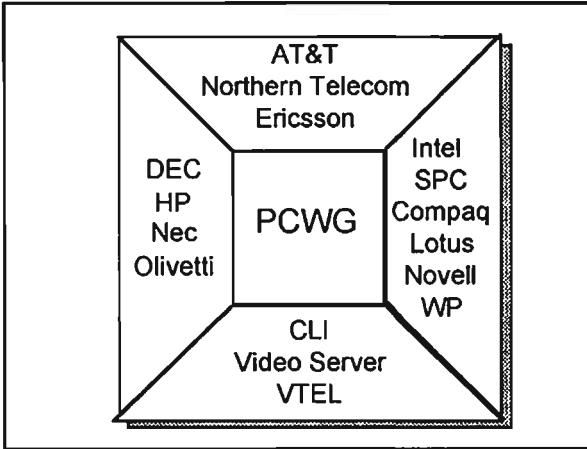 AT&T
Northern Telecom
Ericsson
DEC
HP
Nec
Olivetti
PCWG
Intel
SPC
Compaq
Lotus
Novell
WP
CLI
Video Server
VTEL